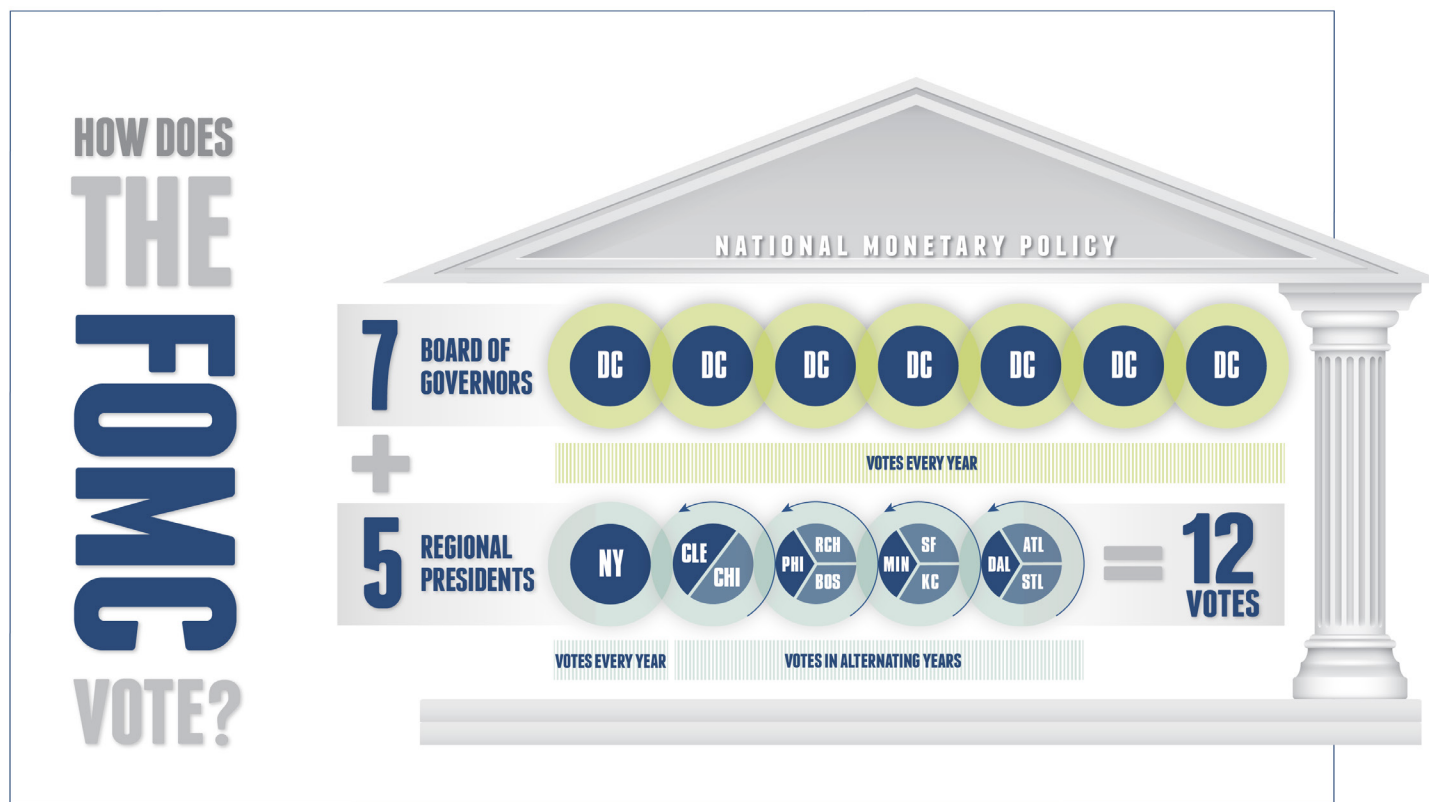 HOW DOES
THE
FOMC
VOTE?
NATIONAL MONETARY POLICY
7
BOARD OF
GOVERNORS
DC DC DC DC DC DC DC
VOTES EVERY YEAR
+
5
REGIONAL
PRESIDENTS
NY
CLE
CHI
PHI
RCH
BOS
MIN
SF
KC
DAL
ATL
STL
=
12
VOTES
VOTES EVERY YEAR
VOTES IN ALTERNATING YEARS